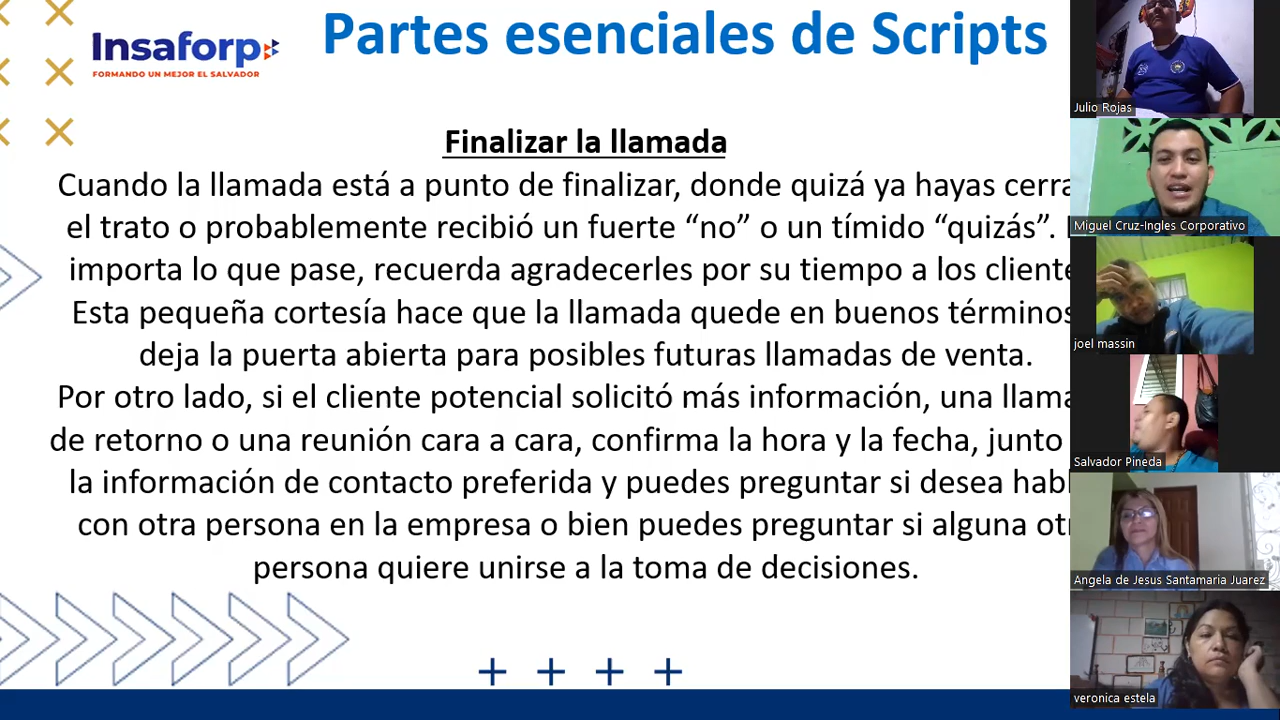 Partes esenciales de Scripts
Insaforp
FORMANDO UN MEJOR EL SALVADOR
Finalizar la llamada
Cuando la llamada está a punto de finalizar, donde quizá ya hayas
el trato o probablemente recibió un fuerte “no” o un tímido “quizás”.
importa lo que pase, recuerda agradecerles por su tiempo a los
Esta pequeña cortesía hace que la llamada quede en buenos términos
deja la puerta abierta para posibles futuras llamadas de venta.
Por otro lado, si el cliente potencial solicitó más información, una
de retorno o una reunión cara a cara, confirma la hora y la fecha, junto
la información de contacto preferida y puedes preguntar si desea
con otra persona en la empresa o bien puedes preguntar si alguna
persona quiere unirse a la toma de decisiones.
Julio Rojas
Miguel Cruz-Ingles Corporativo
joel massin
Salvador Pineda
Angela de Jesus Santamaria Juarez
veronica estela